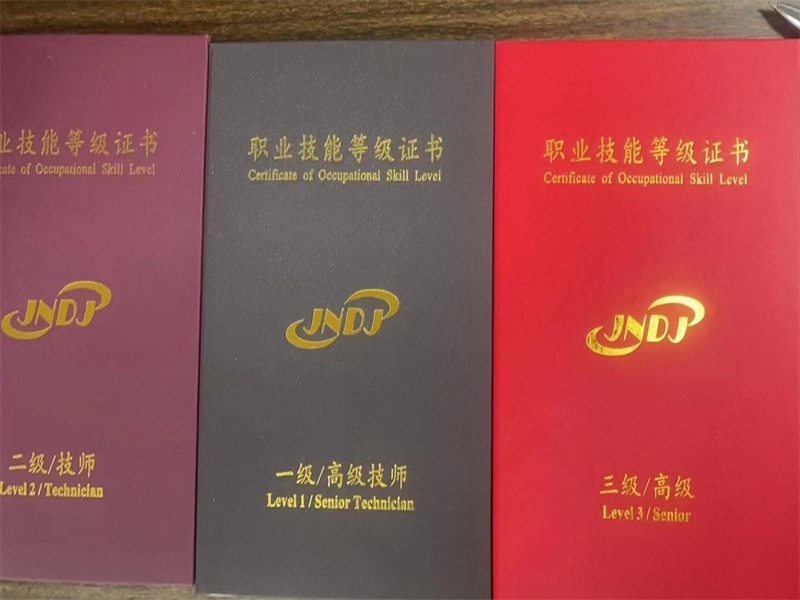 业技能等级证书
cate of Occupational Skill Level
JNDJ
二级/技师
Level 2 / Technician
职业技能等级证书
Certificate of Occupational Skill Level
JNDJ
一级/高级技师
Level 1 / Senior Technician
职业技能等级证书
Certificate of Occupational Skill Level
JNDJ
三级/高级
Level 3 / Senior